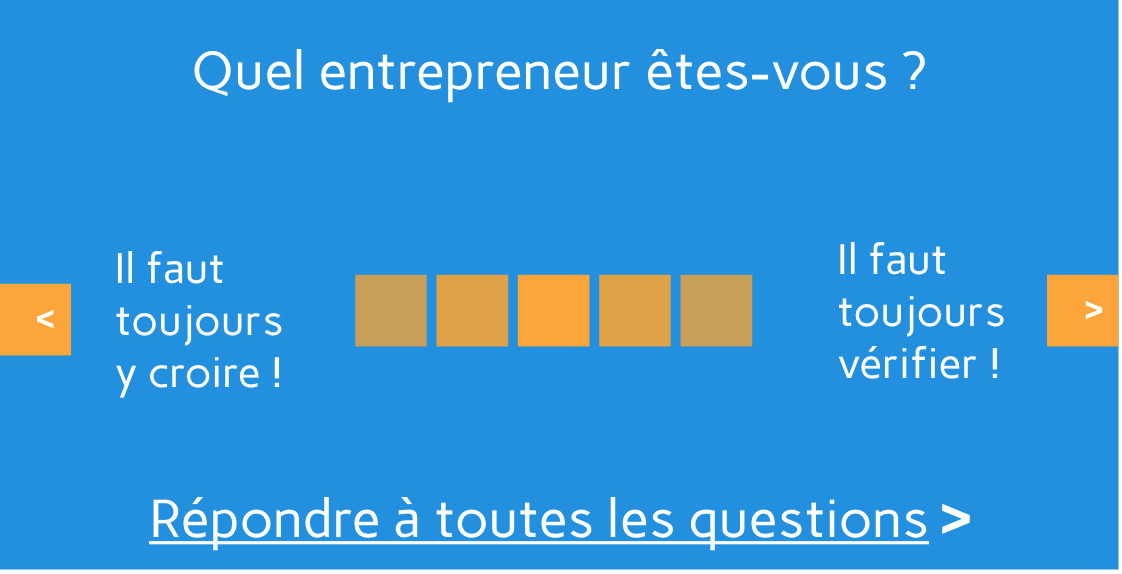 Quel entrepreneur êtes-vous ?
Il faut
toujours
y croire !
<
Il faut
toujours
vérifier !
>
Répondre à toutes les questions >